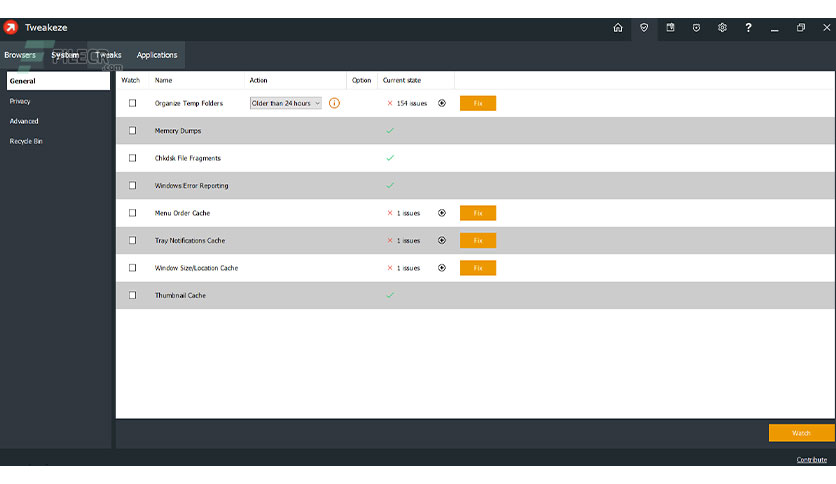 Tweakeze
Browsers System Tweaks Applications
FILECR
.com
General
Privacy
Advanced
Recycle Bin
Watch Name Action Option Current state
Organize Temp Folders Older than 24 hours 154 issues Fix
Memory Dumps
Chkdsk File Fragments
Windows Error Reporting
Menu Order Cache 1 issues Fix
Tray Notifications Cache 1 issues Fix
Window Size/Location Cache 1 issues Fix
Thumbnail Cache
Watch
Contribute